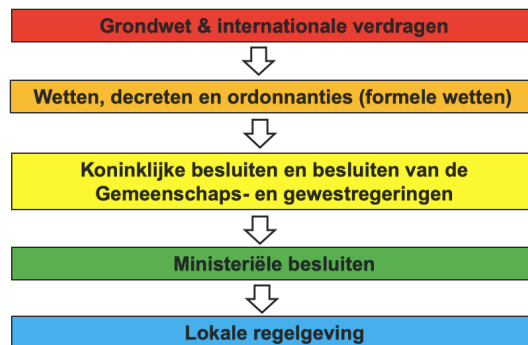 Grondwet & internationale verdragen
Wetten, decreten en ordonnanties (formele wetten)
Koninklijke besluiten en besluiten van de
Gemeenschaps- en gewestregeringen
Ministeriële besluiten
Lokale regelgeving